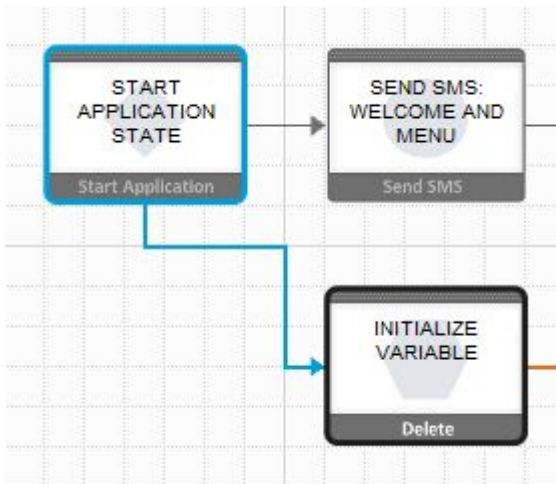 START
APPLICATION
STATE
Start Application
SEND SMS:
WELCOME AND
MENU
Send SMS
INITIALIZE
VARIABLE
Delete